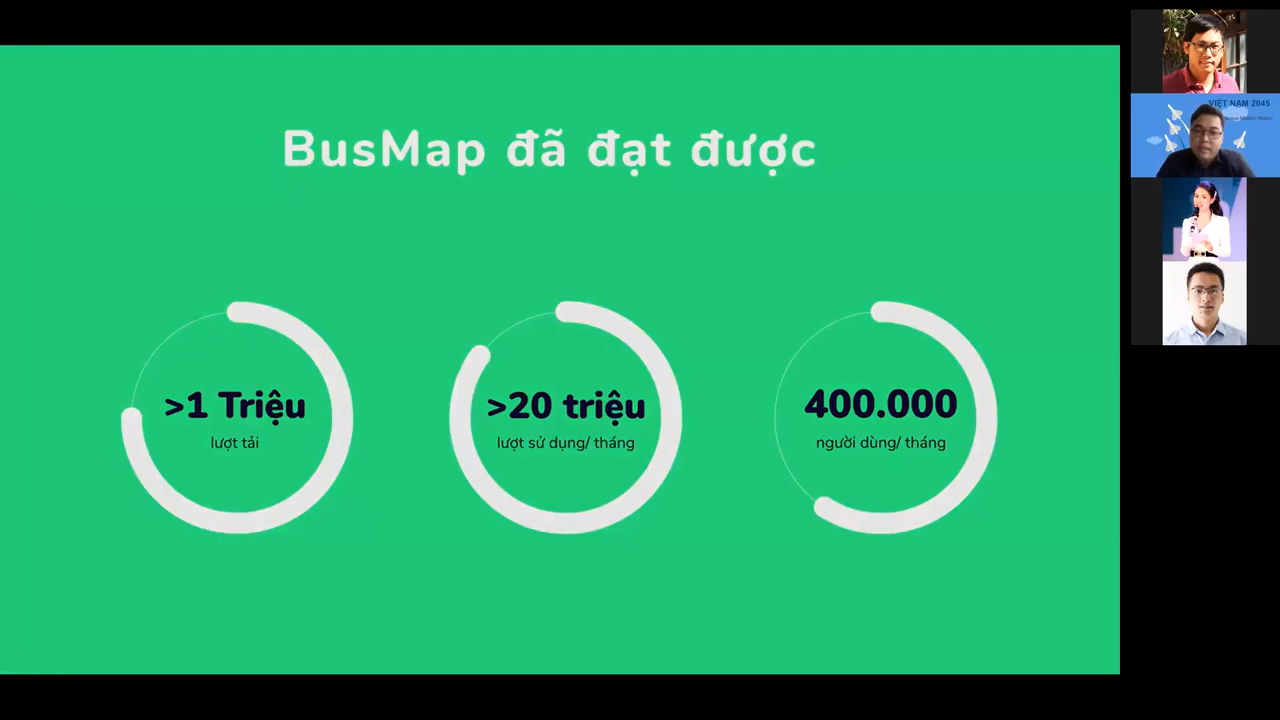 BusMap đã đạt được
>1 Triệu
lượt tải
>20 triệu
lượt sử dụng/ tháng
400.000
người dùng/ tháng
VIỆT NAM 2045